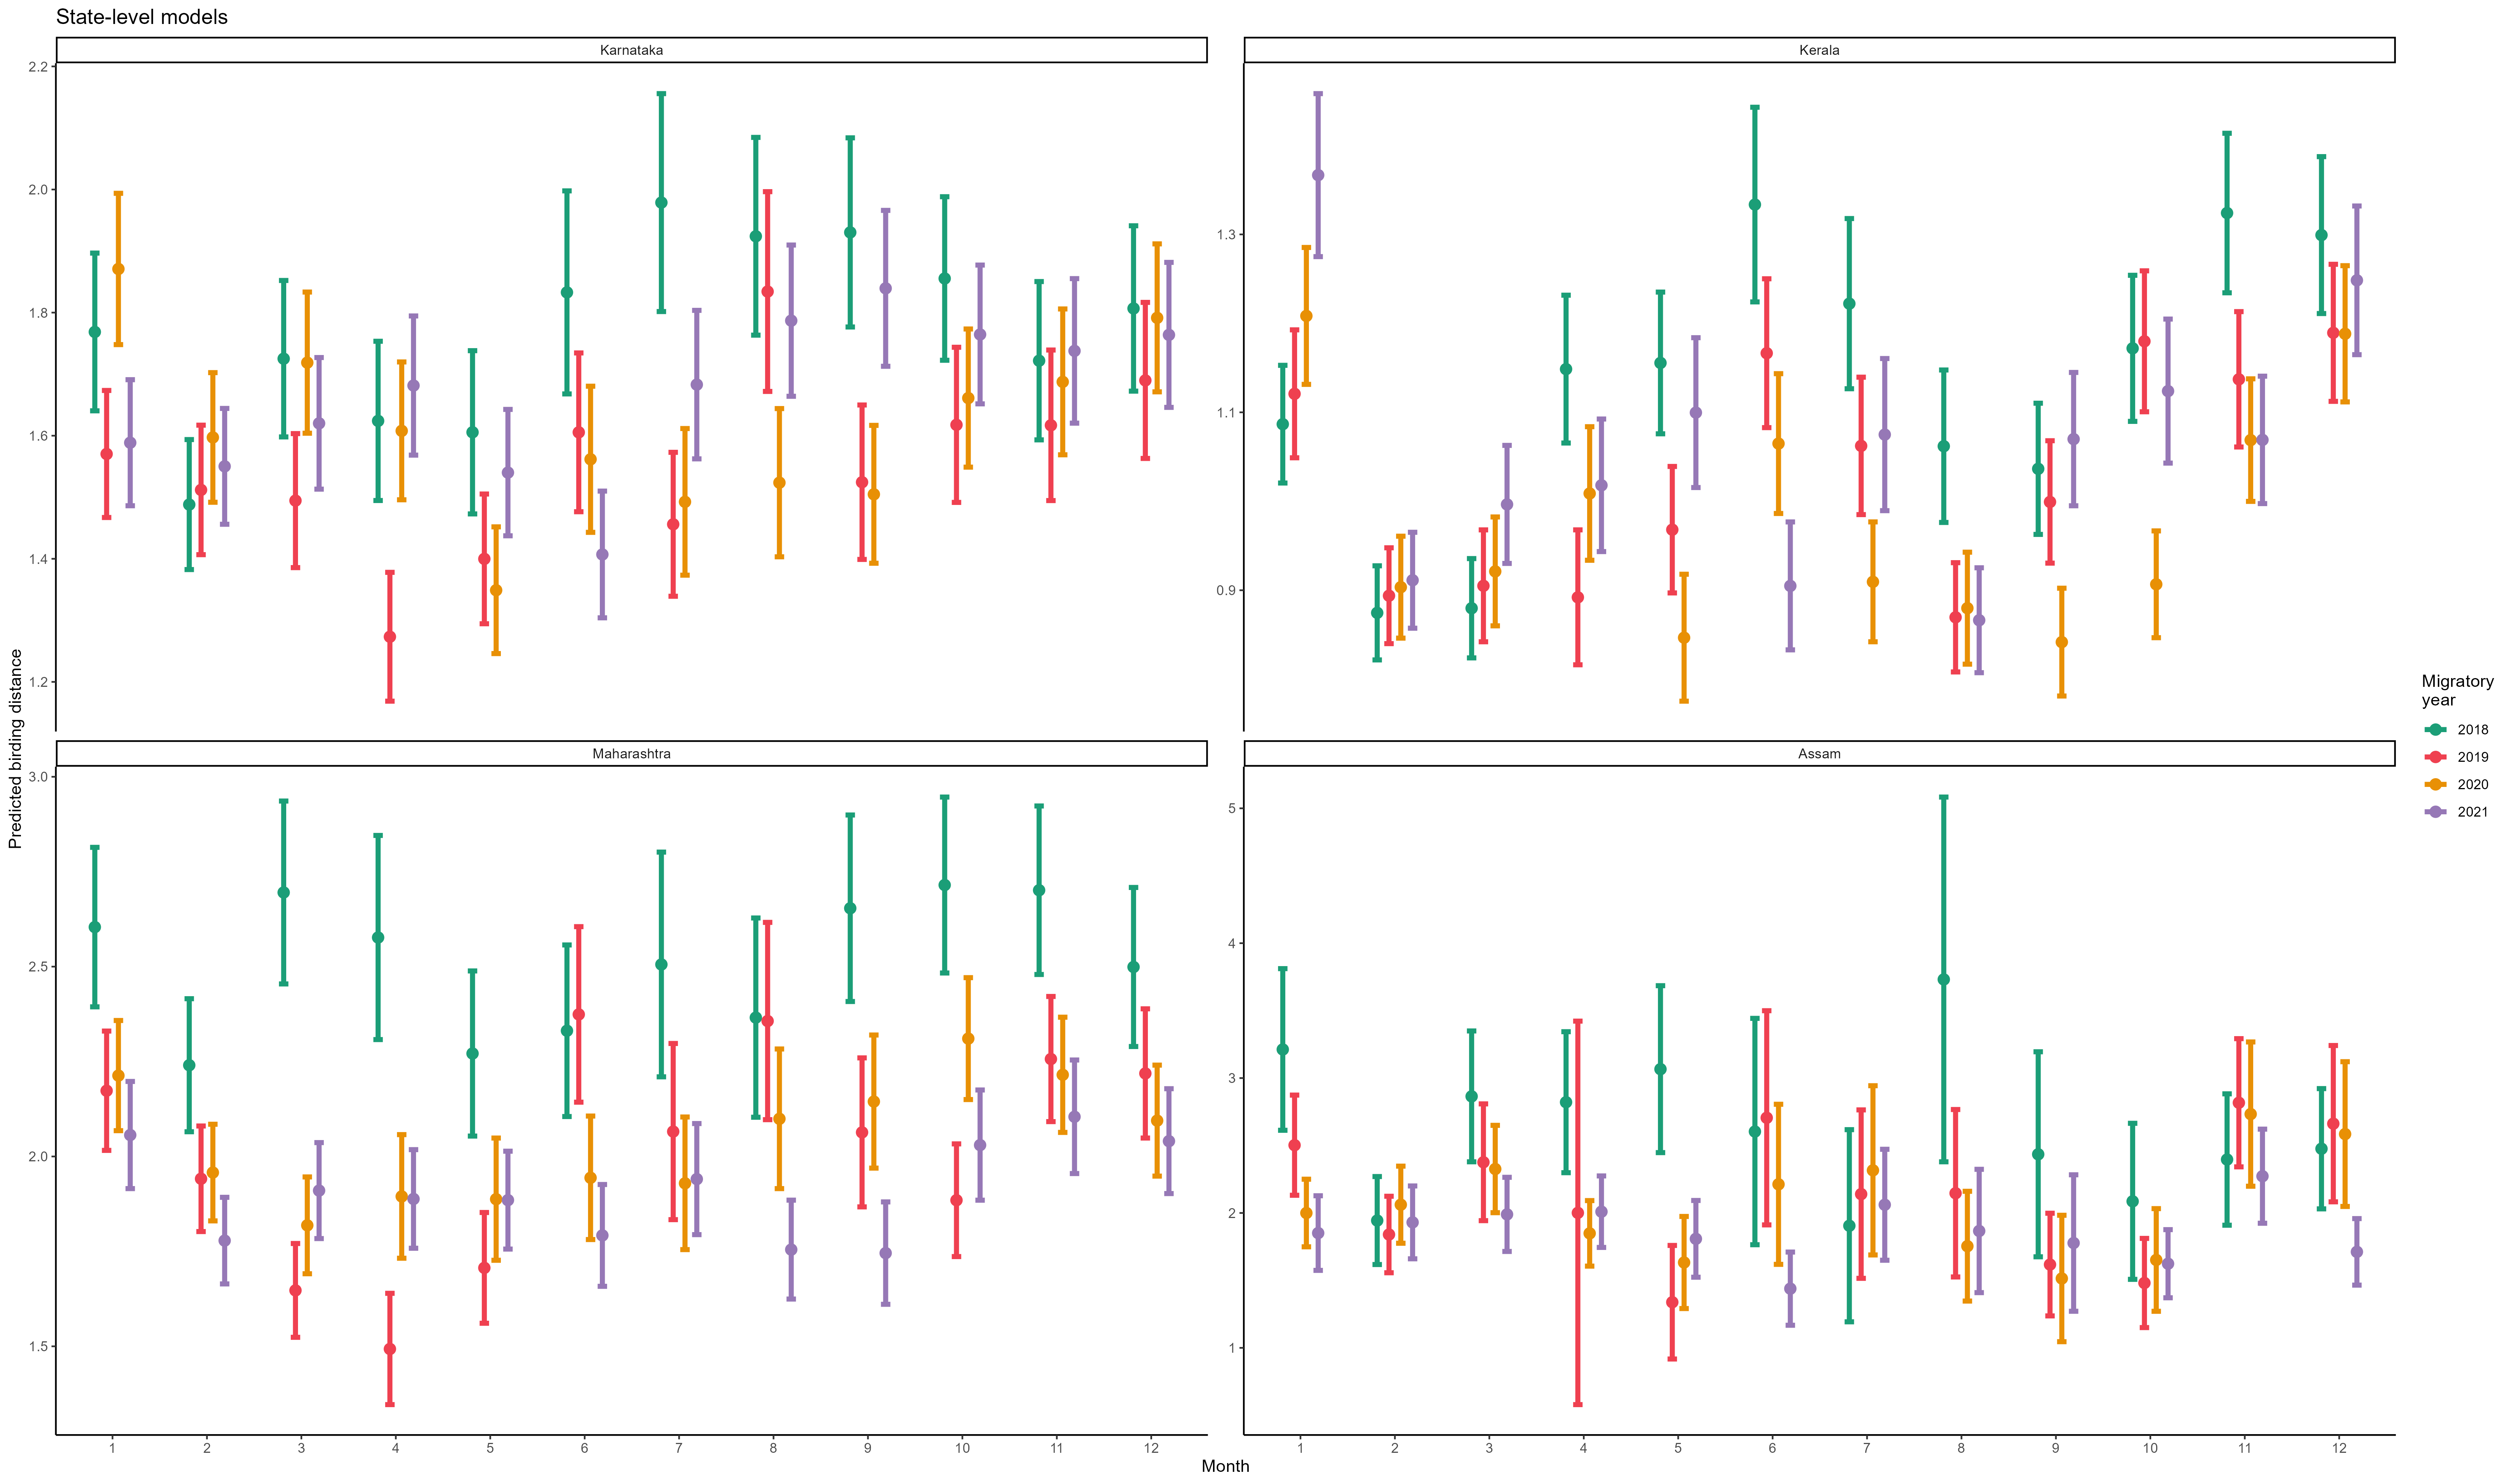 State-level models
Karnataka
Kerala
2.2
2.0
1.8
1.6
1.4
1.2
1.3
1.1
0.9
Predicted birding distance
Maharashtra
Assam
3.0
2.5
2.0
1.5
5
4
3
2
1
1 2 3 4 5 6 7 8 9 10 11 12
1 2 3 4 5 6 7 8 9 10 11 12
Month
Migratory
year
2018
2019
2020
2021